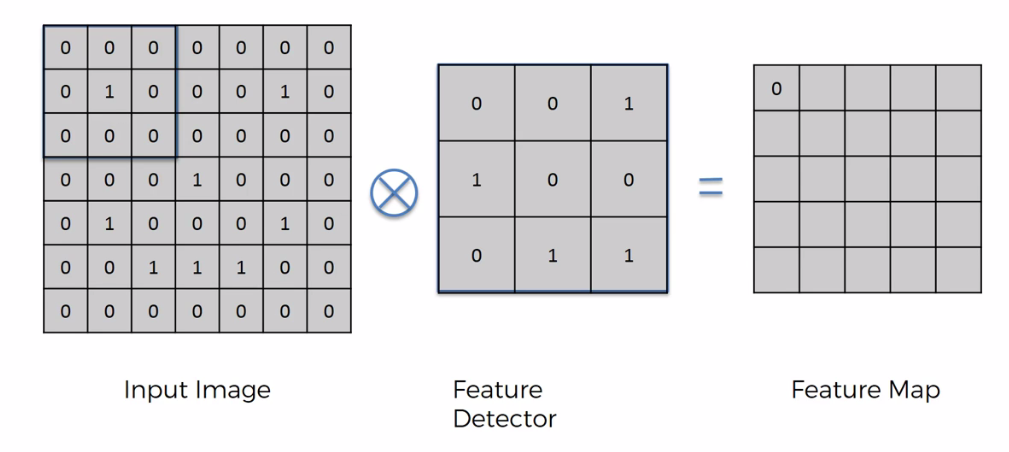 0 0 0 0 0 0 0
0 1 0 0 0 1 0
0 0 0 0 0 0 0
0 0 0 1 0 0 0
0 1 0 0 0 1 0
0 0 1 1 1 0 0
0 0 0 0 0 0 0
0 0 1
1 0 0
0 1 1
=
0
Input Image
Feature
Detector
Feature Map